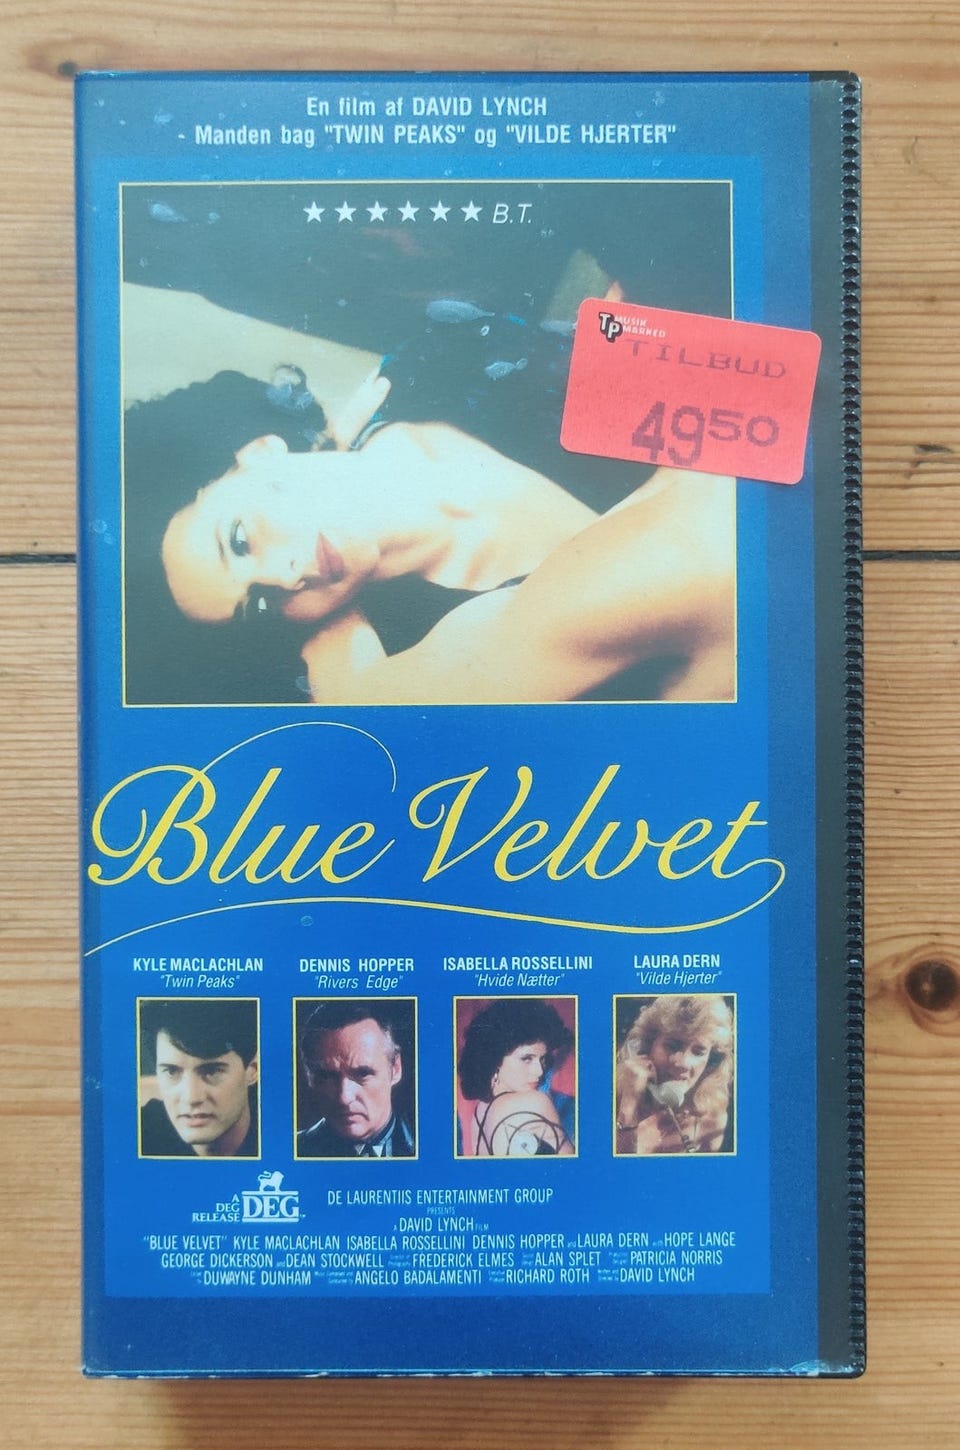 En film af DAVID LYNCH
Manden bag "TWIN PEAKS" og "VILDE HJERTER"
★★★★★★ B.T.
TP MUSIK
MARKED
TILBUD
49 50
Blue Velvet
KYLE MACLACHLAN
"Twin Peaks"
DENNIS HOPPER
"Rivers Edge"
ISABELLA ROSSELLINI
"Hvide Nætter"
LAURA DERN
"Vilde Hjerter"
A
DEG
RELEASE
DEG
DE LAURENTIIS ENTERTAINMENT GROUP
PRESENTS
A DAVID LYNCH FILM
"BLUE VELVET" KYLE MACLACHLAN ISABELLA ROSSELLINI DENNIS HOPPER and LAURA DERN with HOPE LANGE
GEORGE DICKERSON and DEAN STOCKWELL FREDERICK ELMES ALAN SPLET PATRICIA NORRIS
DUWAYNE DUNHAM ANGELO BADALAMENTI RICHARD ROTH DAVID LYNCH